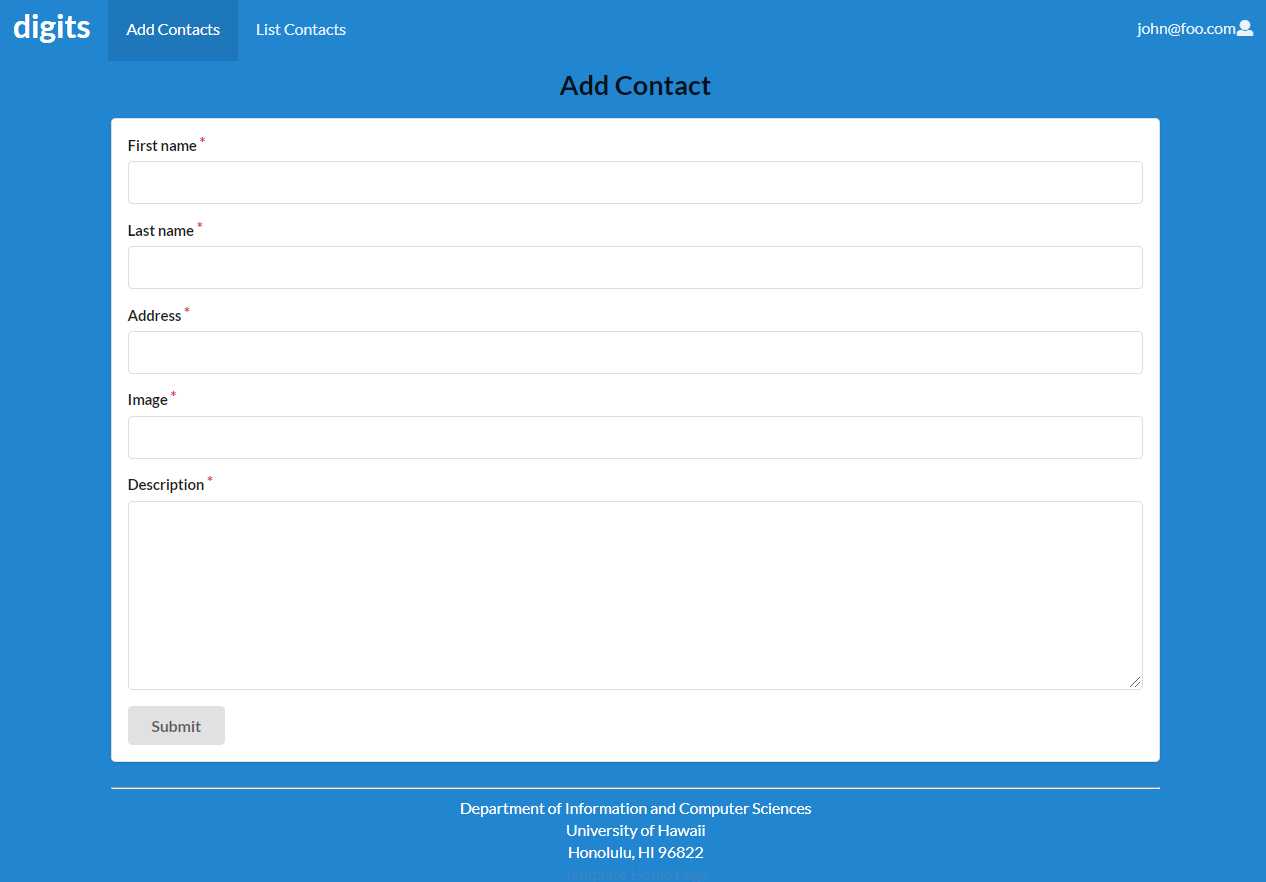 digits
Add Contacts
List Contacts
john@foo.com
Add Contact
First name *
Last name *
Address *
Image *
Description *
Submit
Department of Information and Computer Sciences
University of Hawaii
Honolulu, HI 96822
Template Home Page